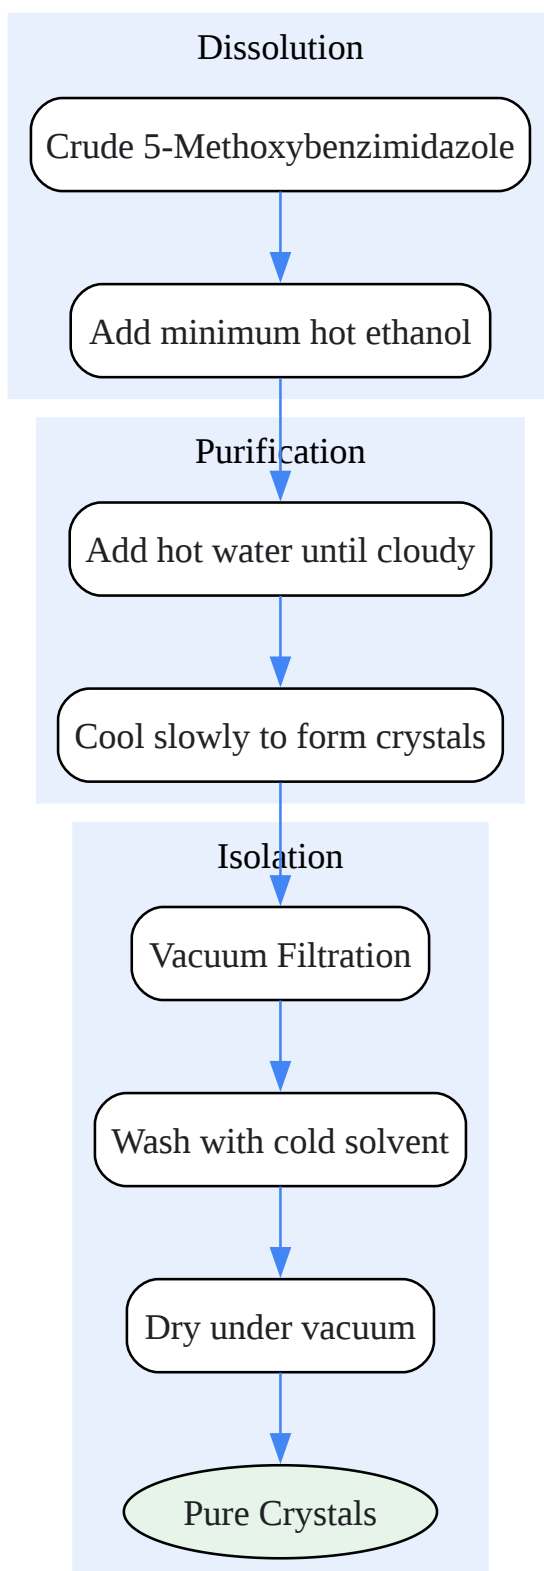 Dissolution
Crude 5-Methoxybenzimidazole
Add minimum hot ethanol
Purification
Add hot water until cloudy
Cool slowly to form crystals
Isolation
Vacuum Filtration
Wash with cold solvent
Dry under vacuum
Pure Crystals